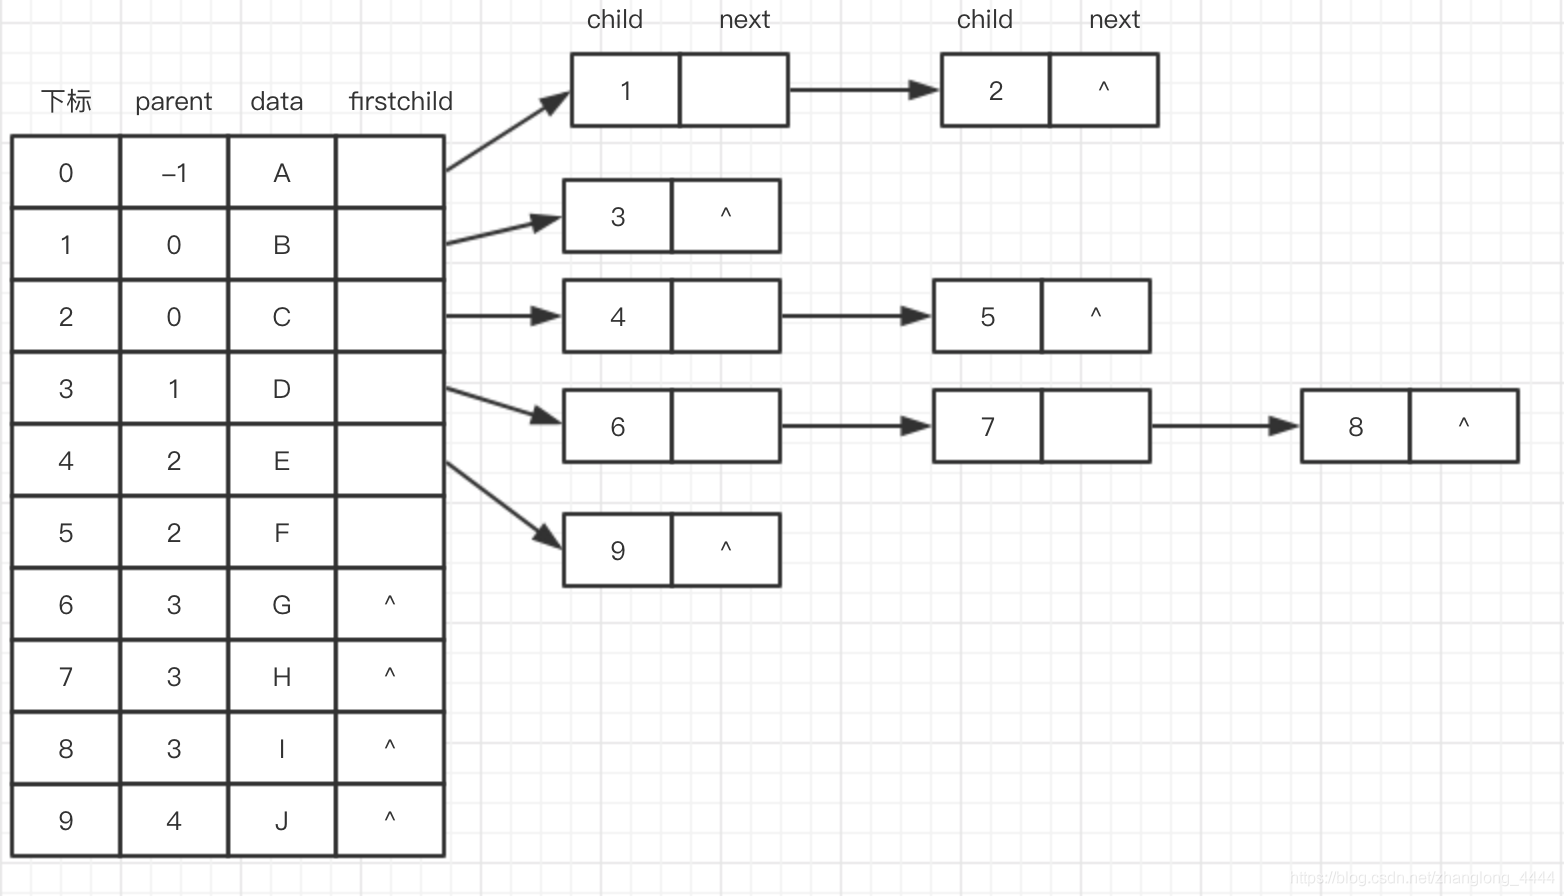 child next child next
下标 parent data firstchild
1 2 ^
0 –1 A
3 ^
1 0 B
2 0 C 4 5 ^
3 1 D
6 7 8 ^
4 2 E
5 2 F
9 ^
6 3 G ^
7 3 H ^
8 3 I ^
9 4 J ^
https://blog.csdn.net/zhanglong_4444